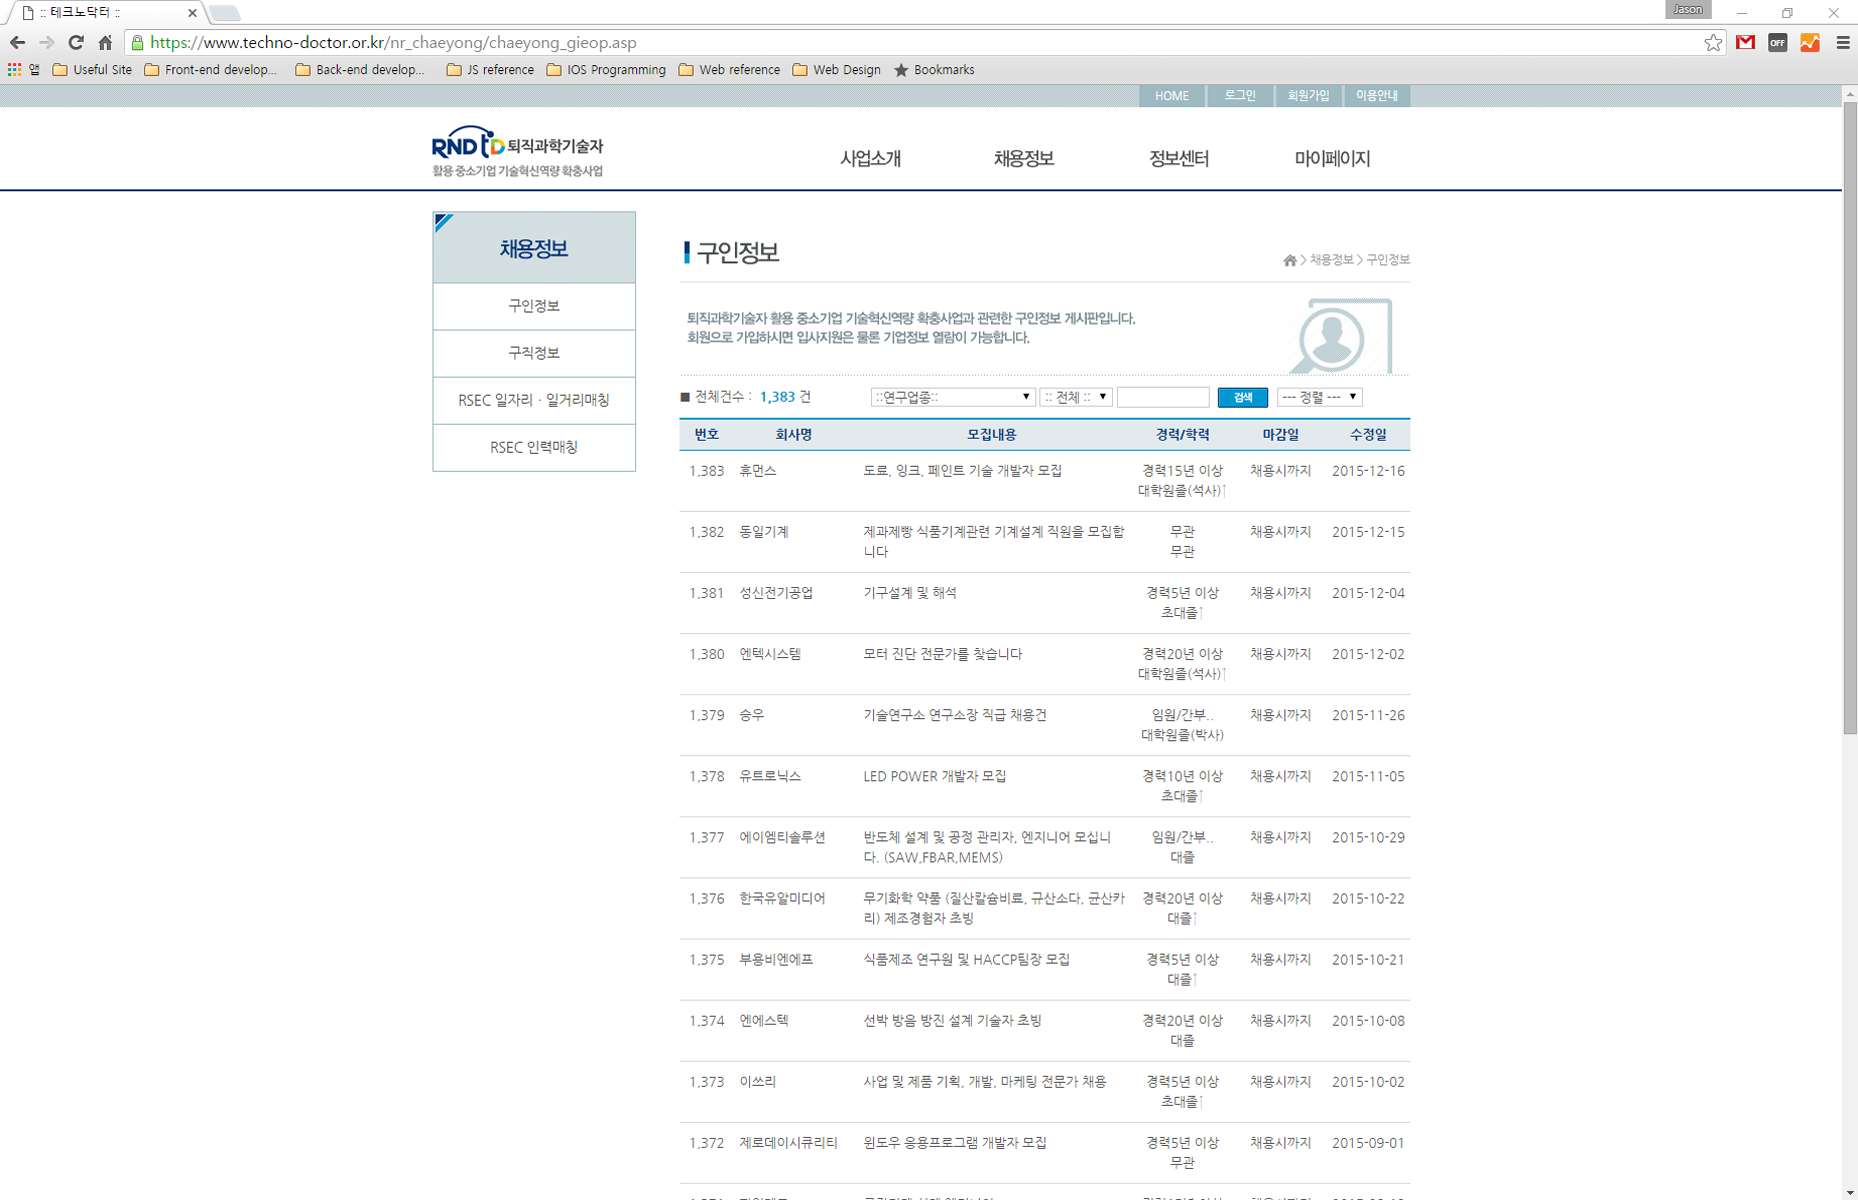 :: 테크노닥터 ::
Jason
https://www.techno-doctor.or.kr/nr_chaeyong/chaeyong_gieop.asp
OFF
앱 Useful Site Front-end develop... Back-end develop... JS reference IOS Programming Web reference Web Design Bookmarks
HOME 로그인 회원가입 이용안내
RND td 퇴직과학기술자
활용 중소기업 기술혁신역량 확충사업
사업소개 채용정보 정보센터 마이페이지
채용정보
구인정보
구직정보
RSEC 일자리 · 일거리매칭
RSEC 인력매칭
구인정보
> 채용정보 > 구인정보
퇴직과학기술자 활용 중소기업 기술혁신역량 확충사업과 관련한 구인정보 게시판입니다.
회원으로 가입하시면 입사지원은 물론 기업정보 열람이 가능합니다.
■ 전체건수 : 1,383 건 ::연구업종:: :: 전체 :: 검색 --- 정렬 ---
번호 회사명 모집내용 경력/학력 마감일 수정일
1,383 휴먼스 도료, 잉크, 페인트 기술 개발자 모집 경력15년 이상 채용시까지 2015-12-16
대학원졸(석사)↑
1,382 동일기계 제과제빵 식품기계관련 기계설계 직원을 모집합 무관 채용시까지 2015-12-15
니다 무관
1,381 성신전기공업 기구설계 및 해석 경력5년 이상 채용시까지 2015-12-04
초대졸↑
1,380 엔텍시스템 모터 진단 전문가를 찾습니다 경력20년 이상 채용시까지 2015-12-02
대학원졸(석사)↑
1,379 승우 기술연구소 연구소장 직급 채용건 임원/간부.. 채용시까지 2015-11-26
대학원졸(박사)
1,378 유트로닉스 LED POWER 개발자 모집 경력10년 이상 채용시까지 2015-11-05
초대졸↑
1,377 에이엠티솔루션 반도체 설계 및 공정 관리자, 엔지니어 모십니 임원/간부.. 채용시까지 2015-10-29
다. (SAW,FBAR,MEMS) 대졸
1,376 한국유알미디어 무기화학 약품 (질산칼슘비료, 규산소다, 균산카 경력20년 이상 채용시까지 2015-10-22
리) 제조경험자 초빙 대졸↑
1,375 부용비엔에프 식품제조 연구원 및 HACCP팀장 모집 경력5년 이상 채용시까지 2015-10-21
대졸↑
1,374 엔에스텍 선박 방음 방진 설계 기술자 초빙 경력20년 이상 채용시까지 2015-10-08
대졸
1,373 이쓰리 사업 및 제품 기획, 개발, 마케팅 전문가 채용 경력5년 이상 채용시까지 2015-10-02
초대졸↑
1,372 제로데이시큐리티 윈도우 응용프로그램 개발자 모집 경력5년 이상 채용시까지 2015-09-01
무관